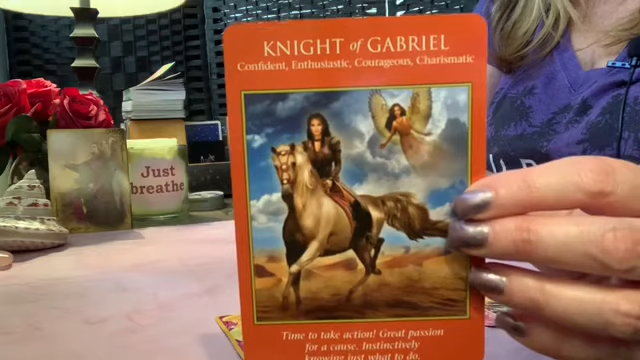 KNIGHT of GABRIEL
Confident, Enthusiastic, Courageous, Charismatic
Just
breathe
Time to take action! Great passion
for a cause. Instinctively
knowing just what to do.